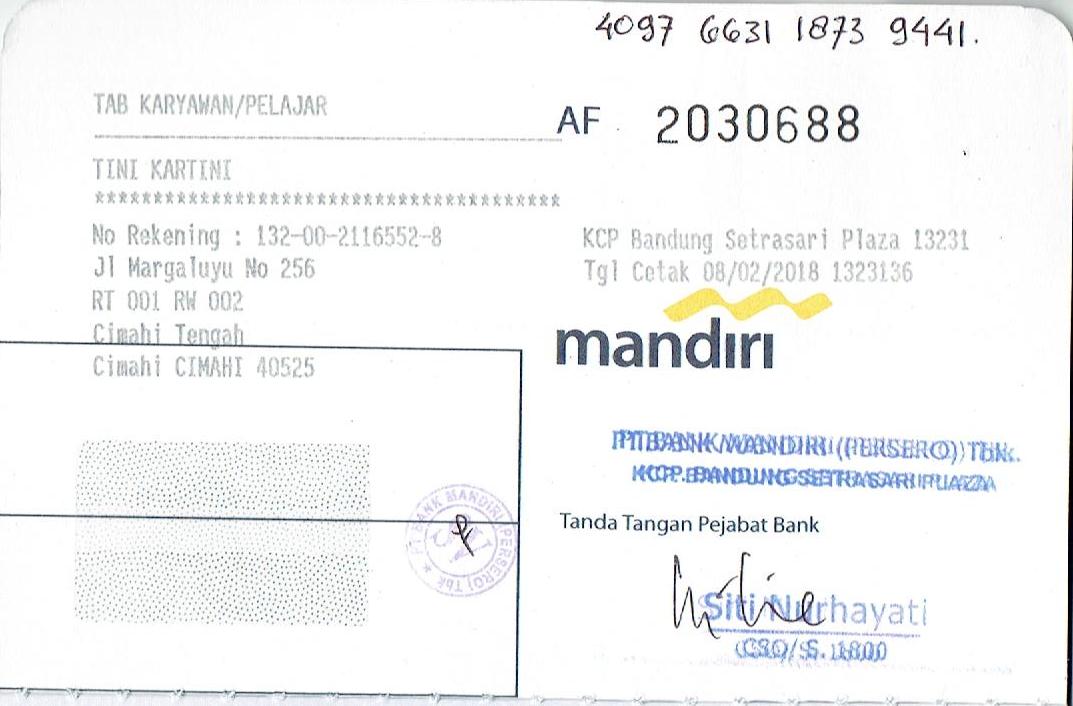 4097 6631 1873 9441.
TAB KARYAWAN/PELAJAR
AF 2030688
TINI KARTINI
***************************************
No Rekening : 132-00-2116552-8
Jl Margaluyu No 256
RT 001 RW 002
Cimahi Tengah
Cimahi CIMAHI 40525
KCP Bandung Setrasari Plaza 13231
Tgl Cetak 08/02/2018 1323136
mandiri
PT BANK MANDIRI (PERSERO) Tbk.
KCP. BANDUNG SETRASARI PLAZA
PT BANK MANDIRI (PERSERO) Tbk
Tanda Tangan Pejabat Bank
Siti Nurhayati
CSO/S. 1800